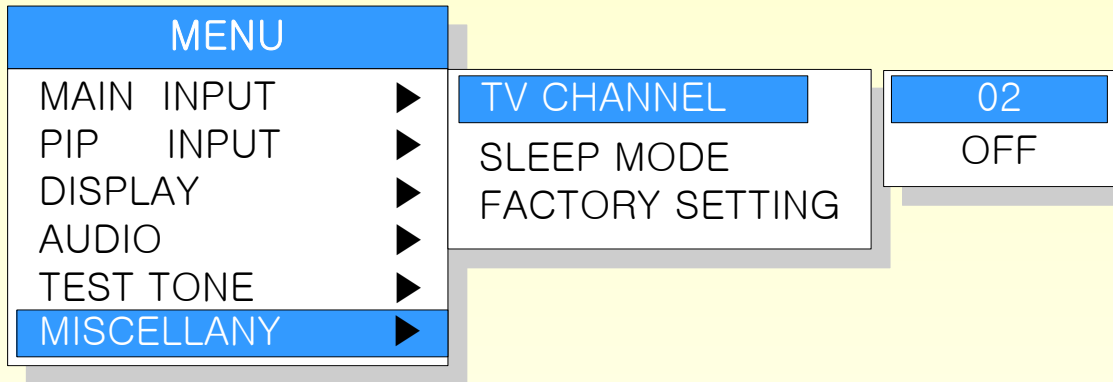 MENU
MAIN INPUT ▶
PIP INPUT ▶
DISPLAY ▶
AUDIO ▶
TEST TONE ▶
MISCELLANY ▶
TV CHANNEL
SLEEP MODE
FACTORY SETTING
02
OFF